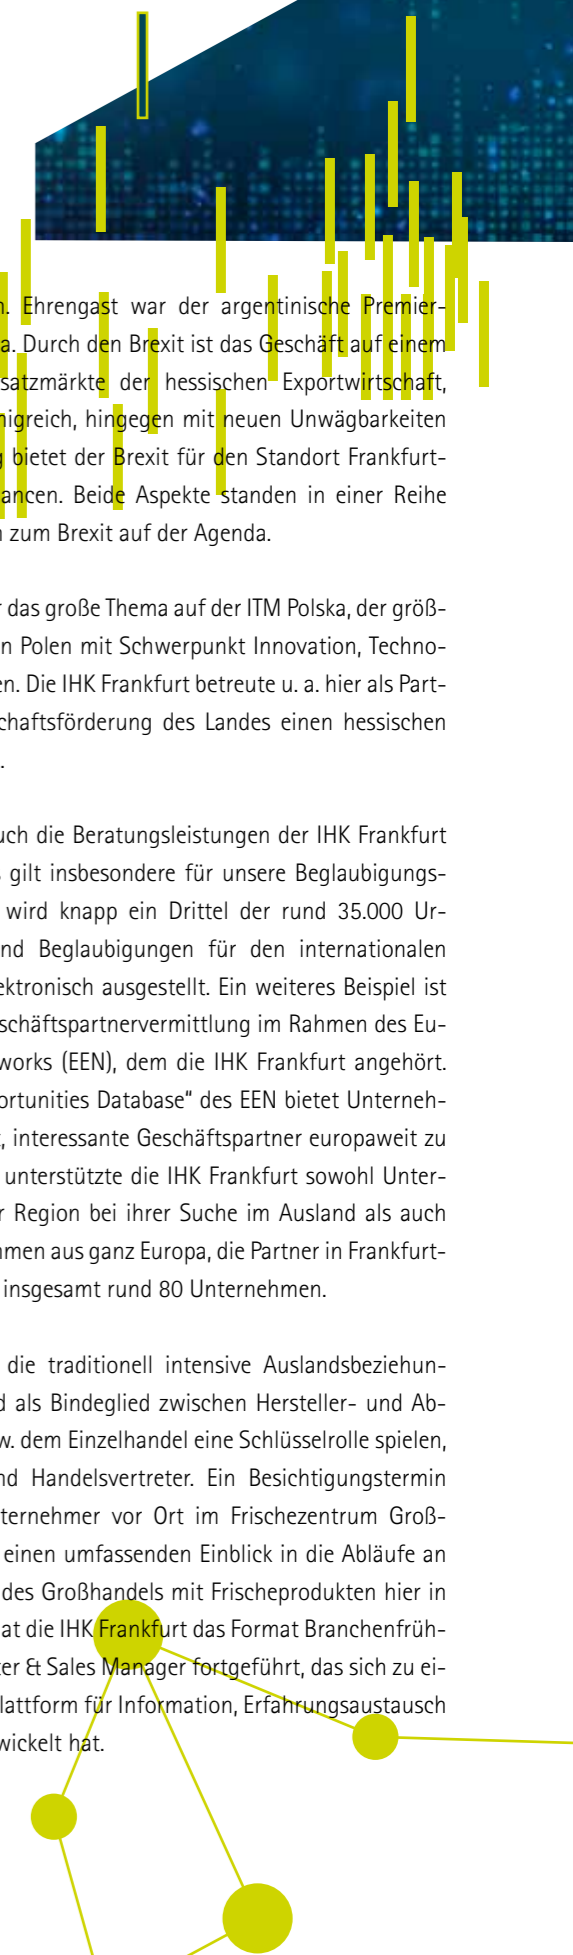 n. Ehrengast war der argentinische Premier-
a. Durch den Brexit ist das Geschäft auf einem
satzmärkte der hessischen Exportwirtschaft,
nigreich, hingegen mit neuen Unwägbarkeiten
g bietet der Brexit für den Standort Frankfurt-
ancen. Beide Aspekte standen in einer Reihe
n zum Brexit auf der Agenda.
r das große Thema auf der ITM Polska, der größ-
n Polen mit Schwerpunkt Innovation, Techno-
en. Die IHK Frankfurt betreute u. a. hier als Part-
schaftsförderung des Landes einen hessischen
.
uch die Beratungsleistungen der IHK Frankfurt
s gilt insbesondere für unsere Beglaubigungs-
wird knapp ein Drittel der rund 35.000 Ur-
nd Beglaubigungen für den internationalen
ektronisch ausgestellt. Ein weiteres Beispiel ist
schäftspartnervermittlung im Rahmen des Eu-
works (EEN), dem die IHK Frankfurt angehört.
ortunities Database“ des EEN bietet Unterneh-
t, interessante Geschäftspartner europaweit zu
unterstützte die IHK Frankfurt sowohl Unter-
r Region bei ihrer Suche im Ausland als auch
hmen aus ganz Europa, die Partner in Frankfurt-
insgesamt rund 80 Unternehmen.
die traditionell intensive Auslandsbeziehun-
d als Bindeglied zwischen Hersteller- und Ab-
w. dem Einzelhandel eine Schlüsselrolle spielen,
nd Handelsvertreter. Ein Besichtigungstermin
ternehmer vor Ort im Frischezentrum Groß-
einen umfassenden Einblick in die Abläufe an
des Großhandels mit Frischeprodukten hier in
at die IHK Frankfurt das Format Branchenfrüh-
ter & Sales Manager fortgeführt, das sich zu ei-
lattform für Information, Erfahrungsaustausch
wickelt hat.